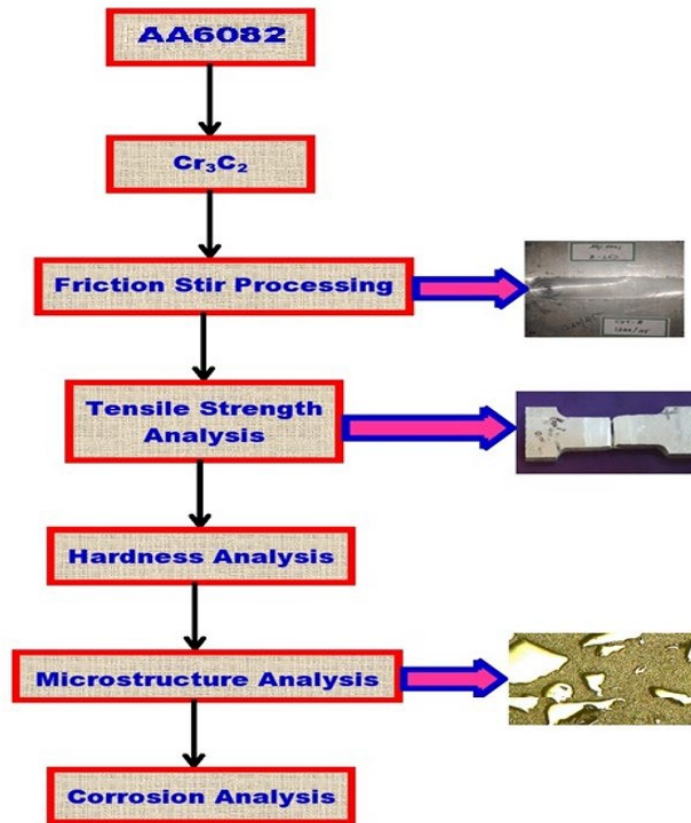 AA6082
Cr₃C₂
Friction Stir Processing
Tensile Strength
Analysis
Hardness Analysis
Microstructure Analysis
Corrosion Analysis